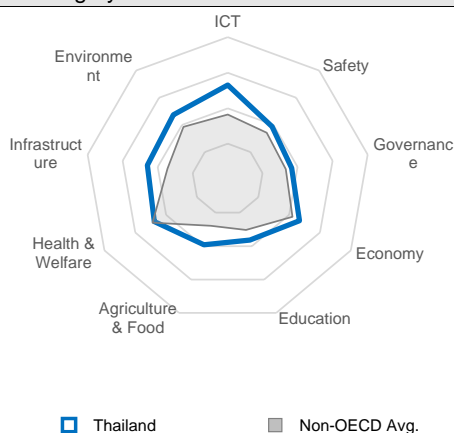 ICT
Safety
Governanc
e
Economy
Education
Agriculture
& Food
Health &
Welfare
Infrastruct
ure
Environme
nt
Thailand
Non-OECD Avg.